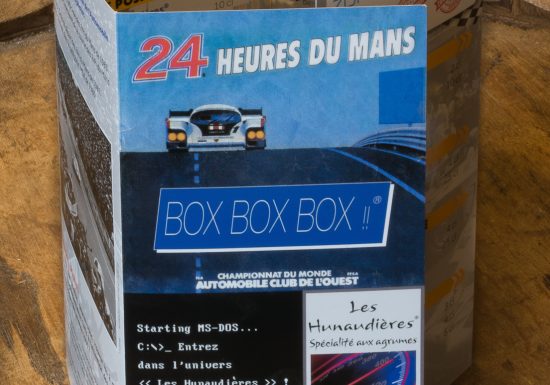 24 HEURES DU MANS
BOX BOX BOX !! ®
FIA CHAMPIONNAT DU MONDE
AUTOMOBILE CLUB DE L'OUEST
Starting MS-DOS...
C:\>_ Entrez
dans l'univers
<< Les Hunaudières >> !
Les
Hunaudières®
Spécialité aux agrumes